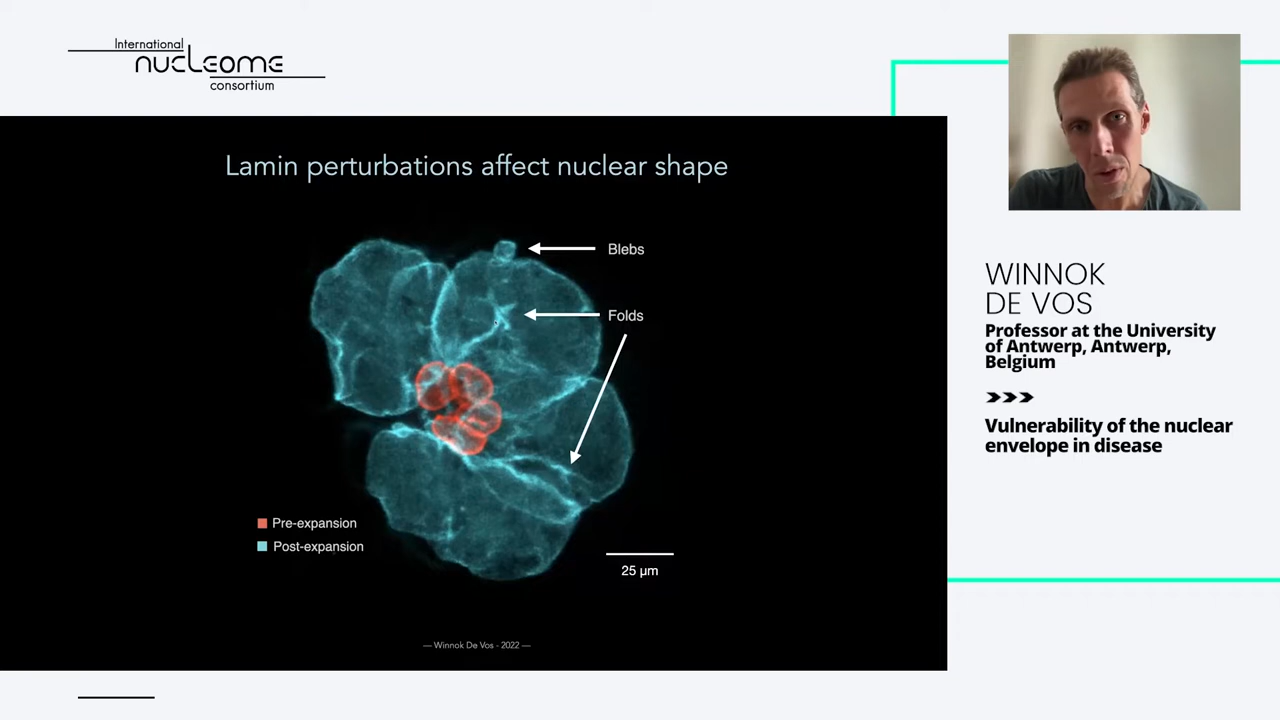 International
nucleome
consortium
Lamin perturbations affect nuclear shape
Blebs
Folds
Pre-expansion
Post-expansion
25 µm
— Winnok De Vos - 2022 —
WINNOK
DE VOS
Professor at the University
of Antwerp, Antwerp,
Belgium
Vulnerability of the nuclear
envelope in disease